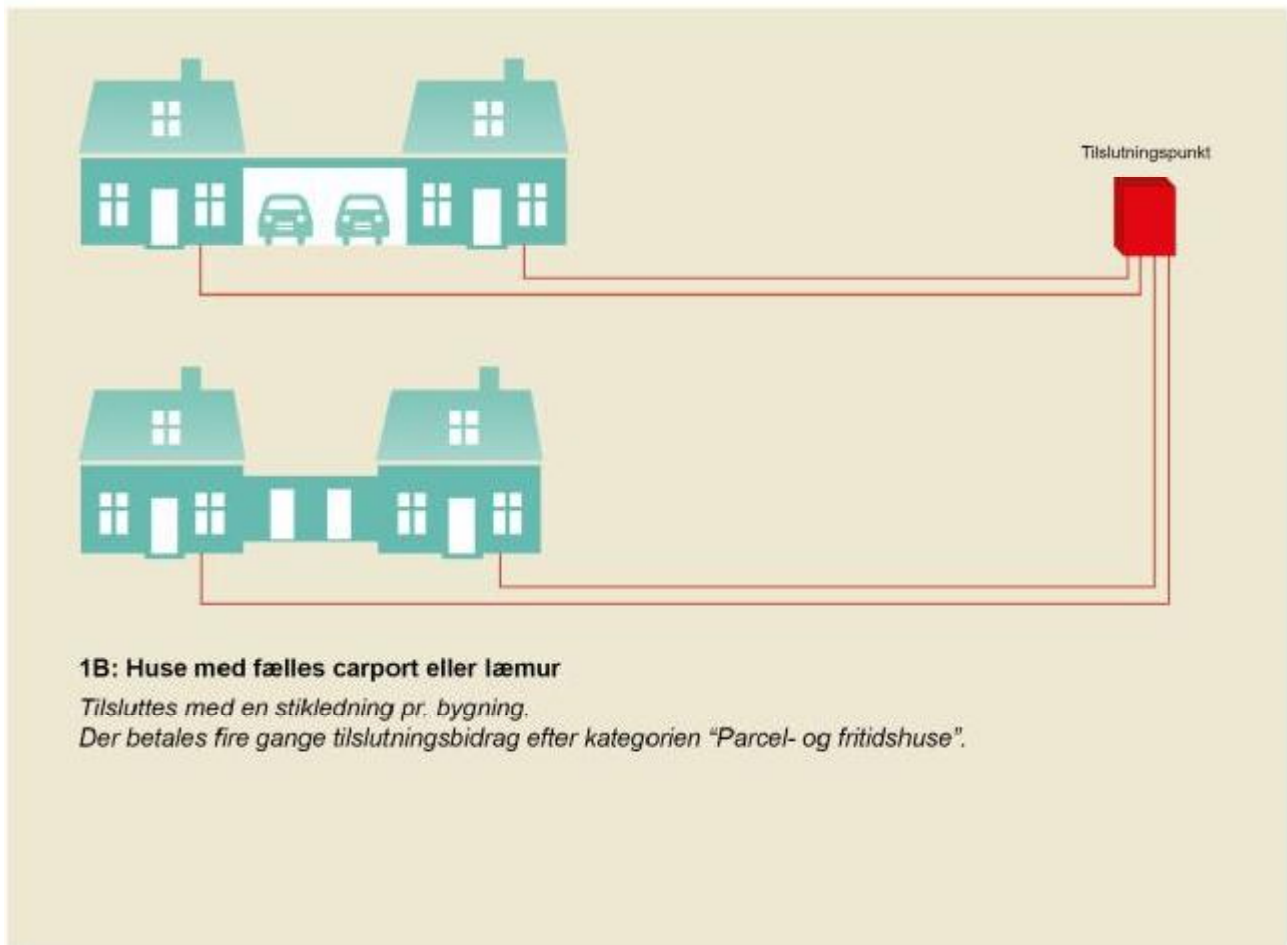 Tilslutningspunkt
1B: Huse med fælles carport eller læmur
Tilsluttes med en stikledning pr. bygning.
Der betales fire gange tilslutningsbidrag efter kategorien “Parcel- og fritidshuse”.